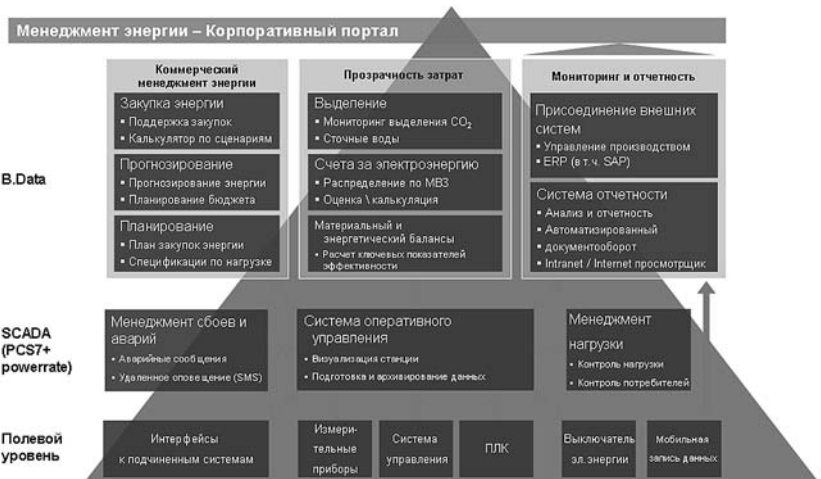 Менеджмент энергии – Корпоративный портал
B.Data
Коммерческий
менеджмент энергии
Закупка энергии
▪ Поддержка закупок
▪ Калькулятор по сценариям
Прогнозирование
▪ Прогнозирование энергии
▪ Планирование бюджета
Планирование
▪ План закупок энергии
▪ Спецификации по нагрузке
Прозрачность затрат
Выделение
▪ Мониторинг выделения CO₂
▪ Сточные воды
Счета за электроэнергию
▪ Распределение по МВЗ
▪ Оценка \ калькуляция
Материальный и
энергетический балансы
▪ Расчет ключевых показателей
эффективности
Мониторинг и отчетность
Присоединение внешних
систем
▪ Управление производством
▪ ERP (в т.ч. SAP)
Система отчетности
▪ Анализ и отчетность
▪ Автоматизированный
▪ документооборот
▪ Intranet / Internet просмотрщик
SCADA
(PCS7+
powerrate)
Менеджмент сбоев и
аварий
▪ Аварийные сообщения
▪ Удаленное оповещение (SMS)
Система оперативного
управления
▪ Визуализация станции
▪ Подготовка и архивирование данных
Менеджмент
нагрузки
▪ Контроль нагрузки
▪ Контроль потребителей
Полевой
уровень
Интерфейсы
к подчиненным системам
Измери-
тельные
приборы
Система
управления
ПЛК
Выключатель
эл.энергии
Мобильная
запись данных